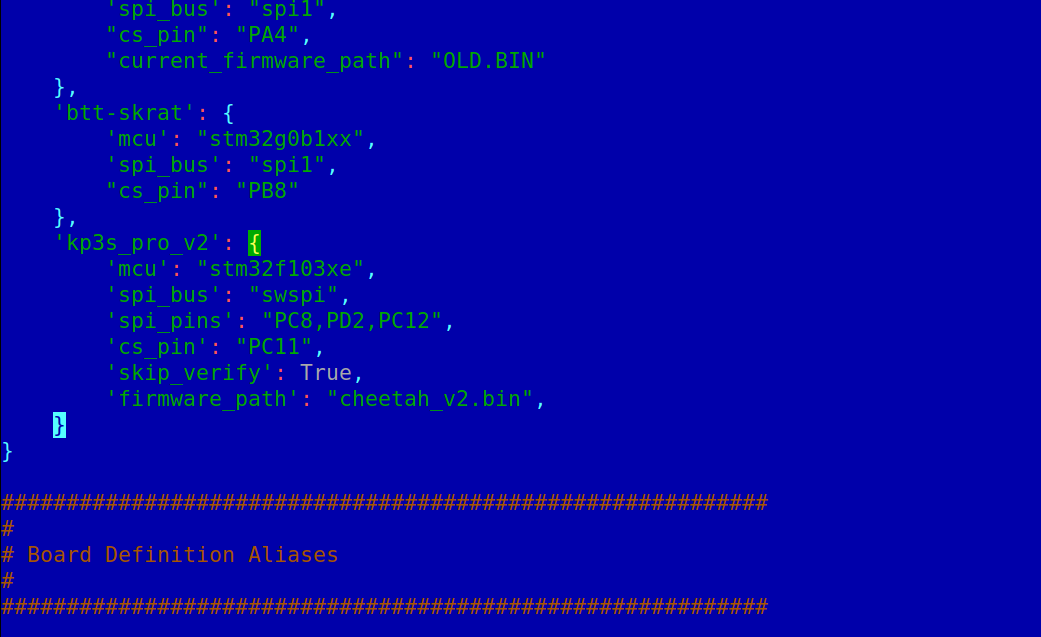 'spi_bus': "spi1",
        "cs_pin": "PA4",
        "current_firmware_path": "OLD.BIN"
    },
    'btt-skrat': {
        'mcu': "stm32g0b1xx",
        'spi_bus': "spi1",
        "cs_pin": "PB8"
    },
    'kp3s_pro_v2': {
        'mcu': "stm32f103xe",
        'spi_bus': "swspi",
        'spi_pins': "PC8,PD2,PC12",
        'cs_pin': "PC11",
        'skip_verify': True,
        'firmware_path': "cheetah_v2.bin",
    }
}
###########################################################
#
# Board Definition Aliases
#
###########################################################